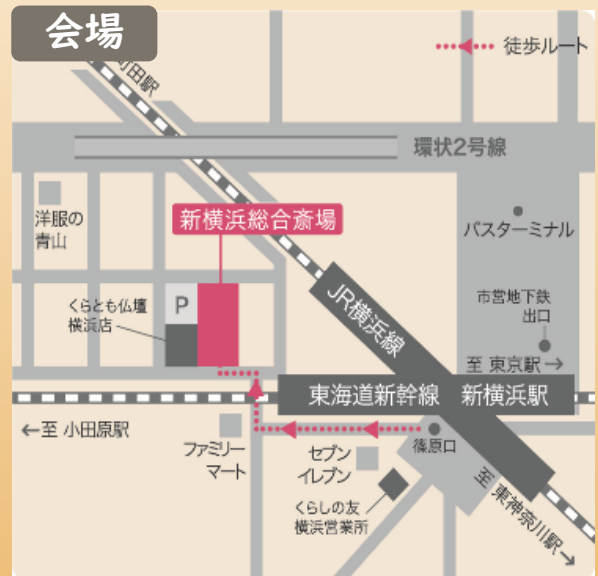 会場
徒歩ルート
町田駅
環状2号線
洋服の
青山
新横浜総合斎場
バスターミナル
くらとも仏壇
横浜店
P
JR横浜線
市営地下鉄
出口
至 東京駅→
東海道新幹線 新横浜駅
←至 小田原駅
ファミリー
マート
セブン
イレブン
篠原口
くらしの友
横浜営業所
至 東神奈川駅→